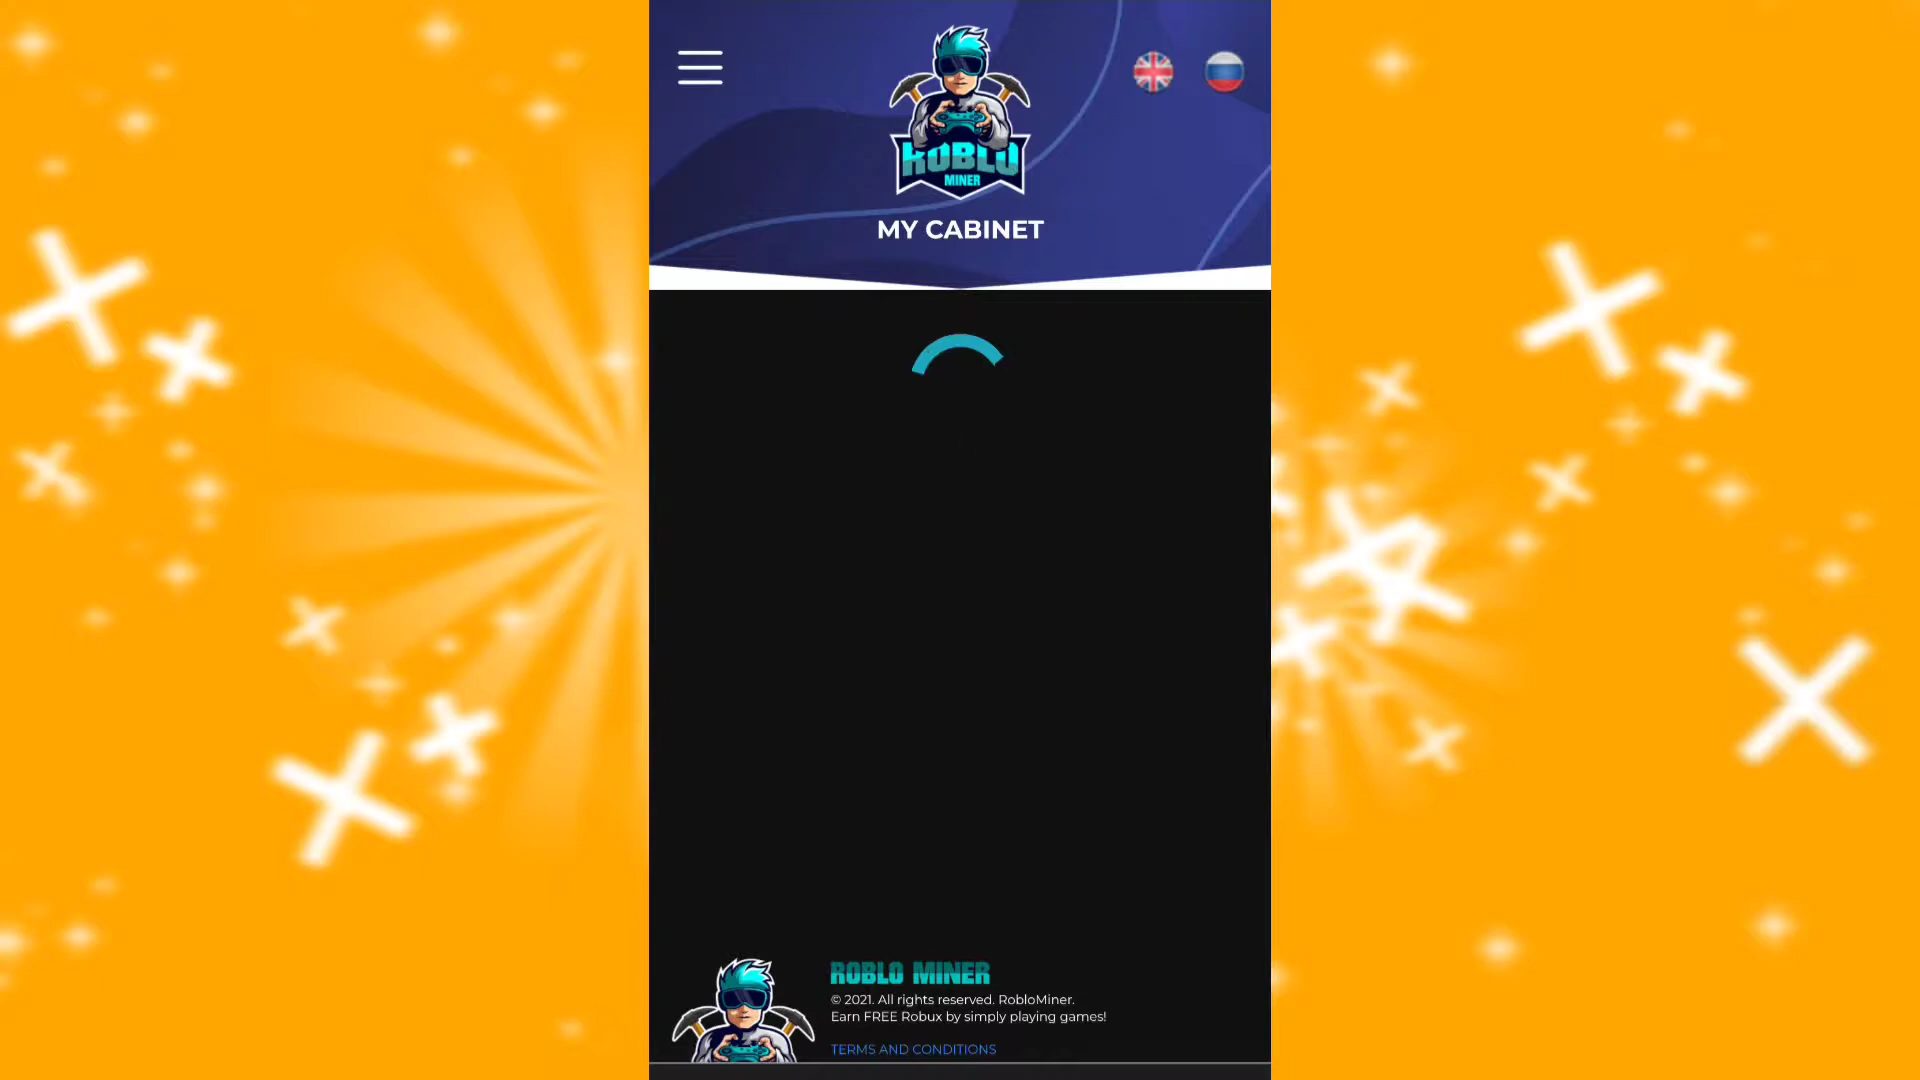 ROBLO
MINER
MY CABINET
ROBLO MINER
© 2021. All rights reserved. RobloMiner.
Earn FREE Robux by simply playing games!
TERMS AND CONDITIONS